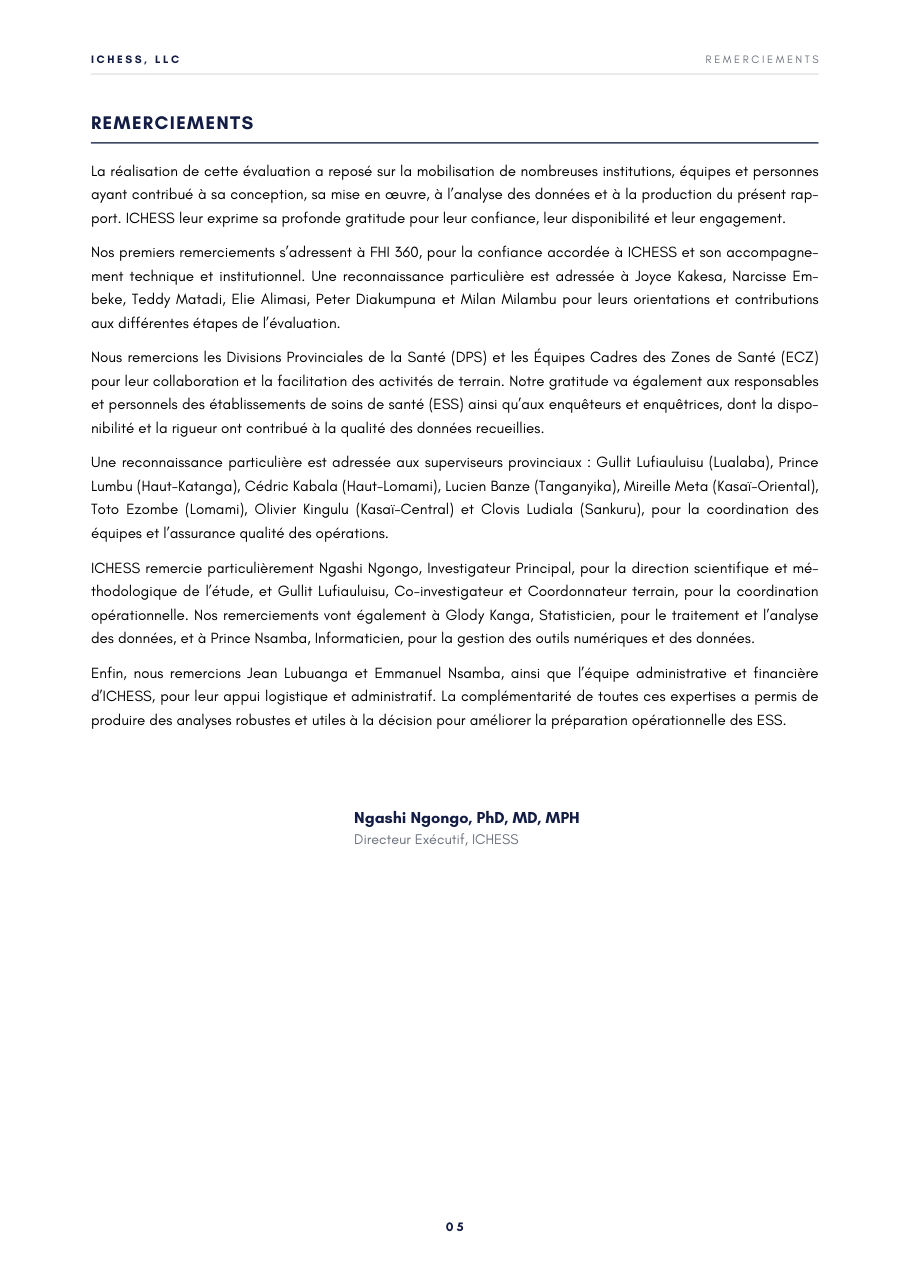 ICHESS, LLC
REMERCIEMENTS
REMERCIEMENTS
La réalisation de cette évaluation a reposé sur la mobilisation de nombreuses institutions, équipes et personnes
ayant contribué à sa conception, sa mise en œuvre, à l’analyse des données et à la production du présent rap-
port. ICHESS leur exprime sa profonde gratitude pour leur confiance, leur disponibilité et leur engagement.
Nos premiers remerciements s’adressent à FHI 360, pour la confiance accordée à ICHESS et son accompagne-
ment technique et institutionnel. Une reconnaissance particulière est adressée à Joyce Kakesa, Narcisse Em-
beke, Teddy Matadi, Elie Alimasi, Peter Diakumpuna et Milan Milambu pour leurs orientations et contributions
aux différentes étapes de l’évaluation.
Nous remercions les Divisions Provinciales de la Santé (DPS) et les Équipes Cadres des Zones de Santé (ECZ)
pour leur collaboration et la facilitation des activités de terrain. Notre gratitude va également aux responsables
et personnels des établissements de soins de santé (ESS) ainsi qu’aux enquêteurs et enquêtrices, dont la dispo-
nibilité et la rigueur ont contribué à la qualité des données recueillies.
Une reconnaissance particulière est adressée aux superviseurs provinciaux : Gullit Lufiauluisu (Lualaba), Prince
Lumbu (Haut-Katanga), Cédric Kabala (Haut-Lomami), Lucien Banze (Tanganyika), Mireille Meta (Kasaï-Oriental),
Toto Ezombe (Lomami), Olivier Kingulu (Kasaï-Central) et Clovis Ludiala (Sankuru), pour la coordination des
équipes et l’assurance qualité des opérations.
ICHESS remercie particulièrement Ngashi Ngongo, Investigateur Principal, pour la direction scientifique et mé-
thodologique de l’étude, et Gullit Lufiauluisu, Co-investigateur et Coordonnateur terrain, pour la coordination
opérationnelle. Nos remerciements vont également à Glody Kanga, Statisticien, pour le traitement et l’analyse
des données, et à Prince Nsamba, Informaticien, pour la gestion des outils numériques et des données.
Enfin, nous remercions Jean Lubuanga et Emmanuel Nsamba, ainsi que l’équipe administrative et financière
d’ICHESS, pour leur appui logistique et administratif. La complémentarité de toutes ces expertises a permis de
produire des analyses robustes et utiles à la décision pour améliorer la préparation opérationnelle des ESS.
Ngashi Ngongo, PhD, MD, MPH
Directeur Exécutif, ICHESS
05